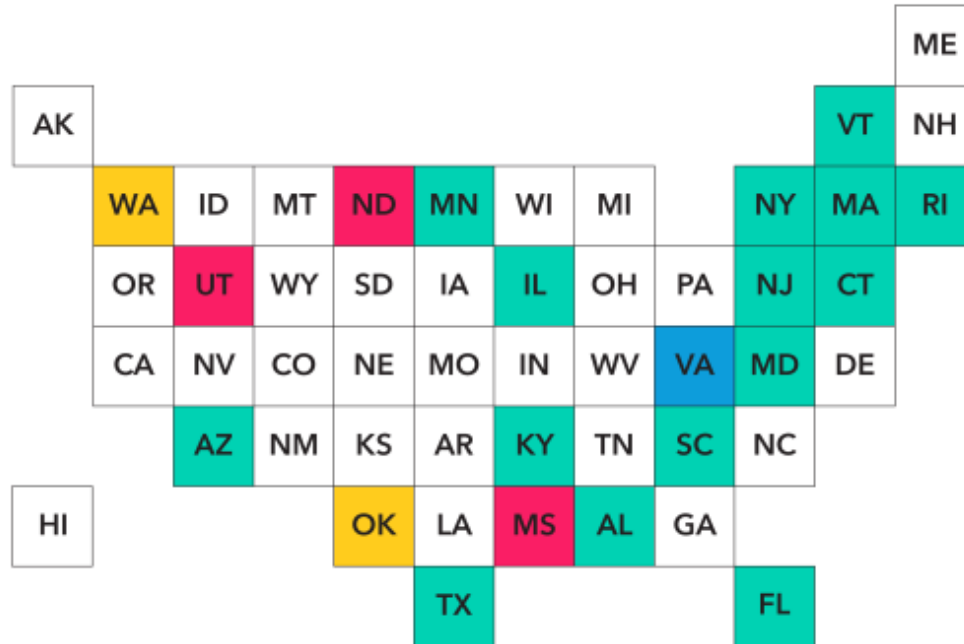 ME
AK VT NH
WA ID MT ND MN WI MI NY MA RI
OR UT WY SD IA IL OH PA NJ CT
CA NV CO NE MO IN WV VA MD DE
AZ NM KS AR KY TN SC NC
HI OK LA MS AL GA
TX FL